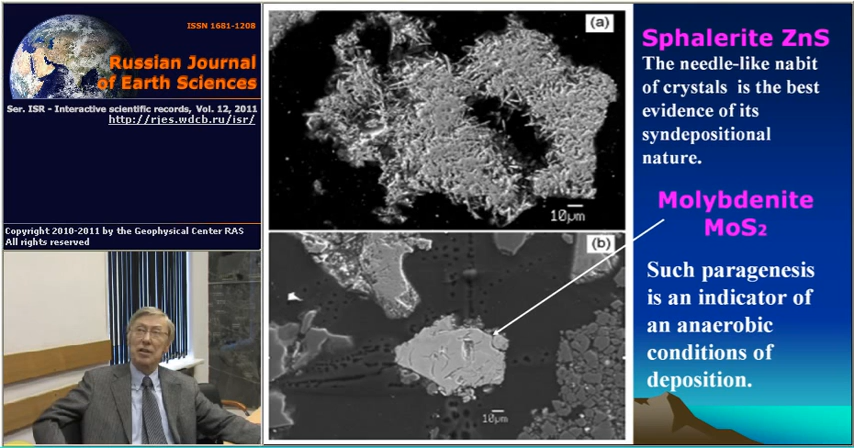 ISSN 1681-1208
Russian Journal
of Earth Sciences
Ser. ISR - Interactive scientific records, Vol. 12, 2011
http://rjes.wdcb.ru/isr/
Copyright 2010-2011 by the Geophysical Center RAS
All rights reserved
(a)
10µm
(b)
10µm
Sphalerite ZnS
The needle-like nabit
of crystals is the best
evidence of its
syndepositional
nature.
Molybdenite
MoS₂
Such paragenesis
is an indicator of
an anaerobic
conditions of
deposition.